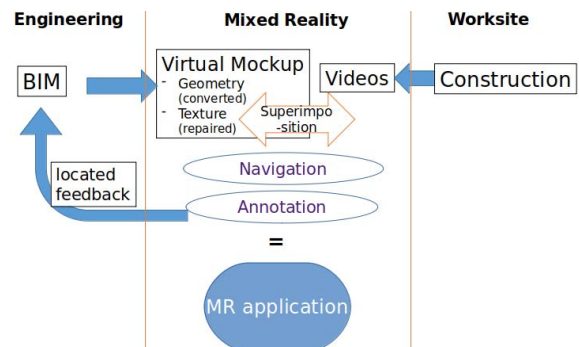 Engineering
Mixed Reality
Worksite
BIM
Virtual Mockup
- Geometry
(converted)
- Texture
(repaired)
Superimpo
-sition
Videos
Construction
Navigation
located
feedback
Annotation
=
MR application